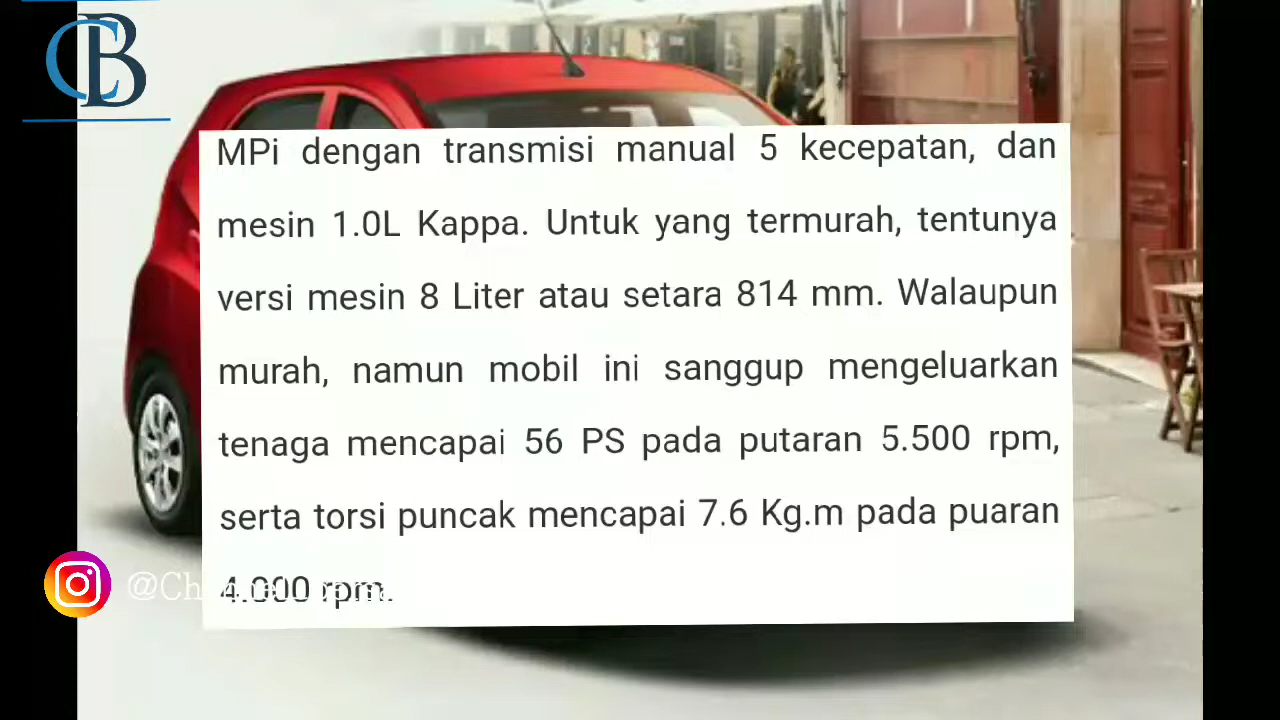 CB
MPi dengan transmisi manual 5 kecepatan, dan
mesin 1.0L Kappa. Untuk yang termurah, tentunya
versi mesin 8 Liter atau setara 814 mm. Walaupun
murah, namun mobil ini sanggup mengeluarkan
tenaga mencapai 56 PS pada putaran 5.500 rpm,
serta torsi puncak mencapai 7.6 Kg.m pada puaran
4.000 rpm.